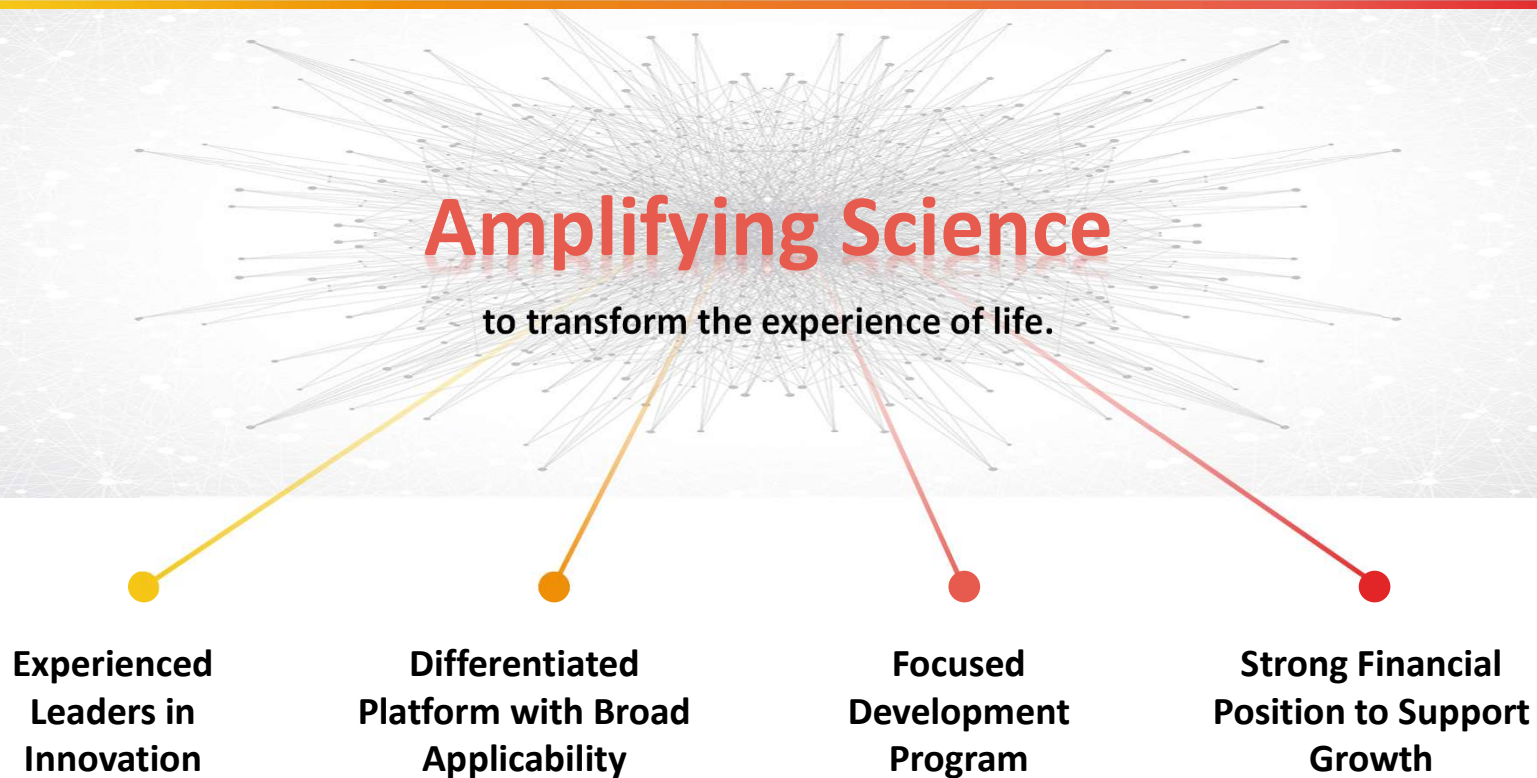 Amplifying Science
to transform the experience of life.
Experienced
Leaders in
Innovation
Differentiated
Platform with Broad
Applicability
Focused
Development
Program
Strong Financial
Position to Support
Growth